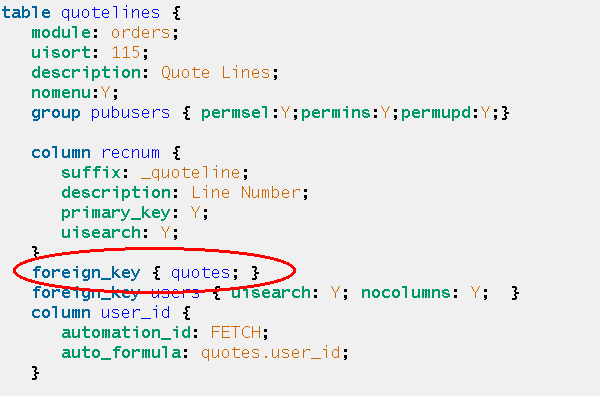 table quotelines {
module: orders;
uisort: 115;
description: Quote Lines;
nomenu:Y;
group pubusers { permsel:Y;permins:Y;permupd:Y;}
column recnum {
suffix: _quoteline;
description: Line Number;
primary_key: Y;
uisearch: Y;
}
foreign_key { quotes; }
foreign_key users { uisearch: Y; nocolumns: Y; }
column user_id {
automation_id: FETCH;
auto_formula: quotes.user_id;
}